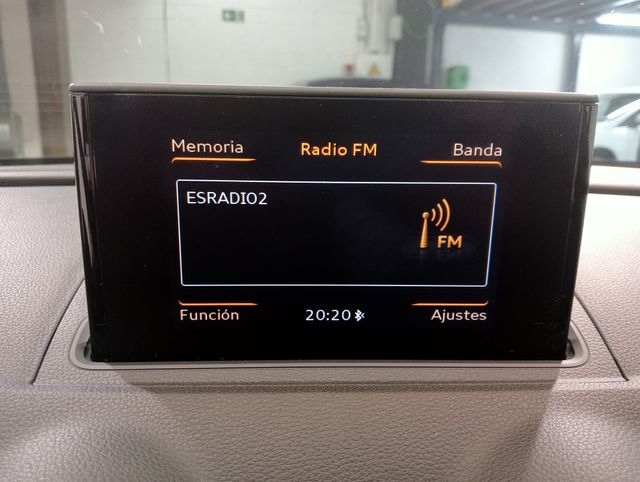 Memoria Radio FM Banda
ESRADIO2
FM
Función 20:20 Ajustes